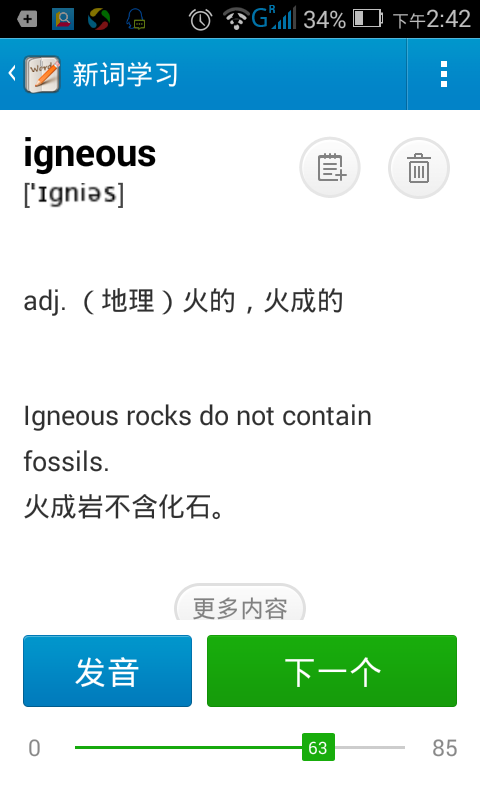 34% 下午2:42
新词学习
igneous
['ɪgniəs]
adj.（地理）火的，火成的
Igneous rocks do not contain
fossils.
火成岩不含化石。
更多内容
发音 下一个
0 63 85